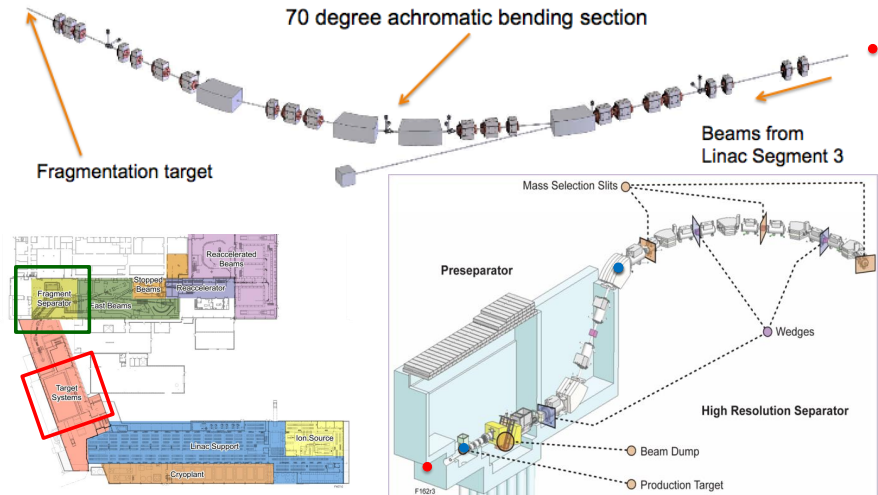 70 degree achromatic bending section
Fragmentation target
Beams from
Linac Segment 3
Mass Selection Slits
Preseparator
Wedges
High Resolution Separator
Beam Dump
Production Target
F162r3
Reaccelerated
Beams
Stopped
Beams
Reaccelerator
Fragment
Separator
Fast Beams
Target
Systems
Linac Support
Ion Source
Cryoplant